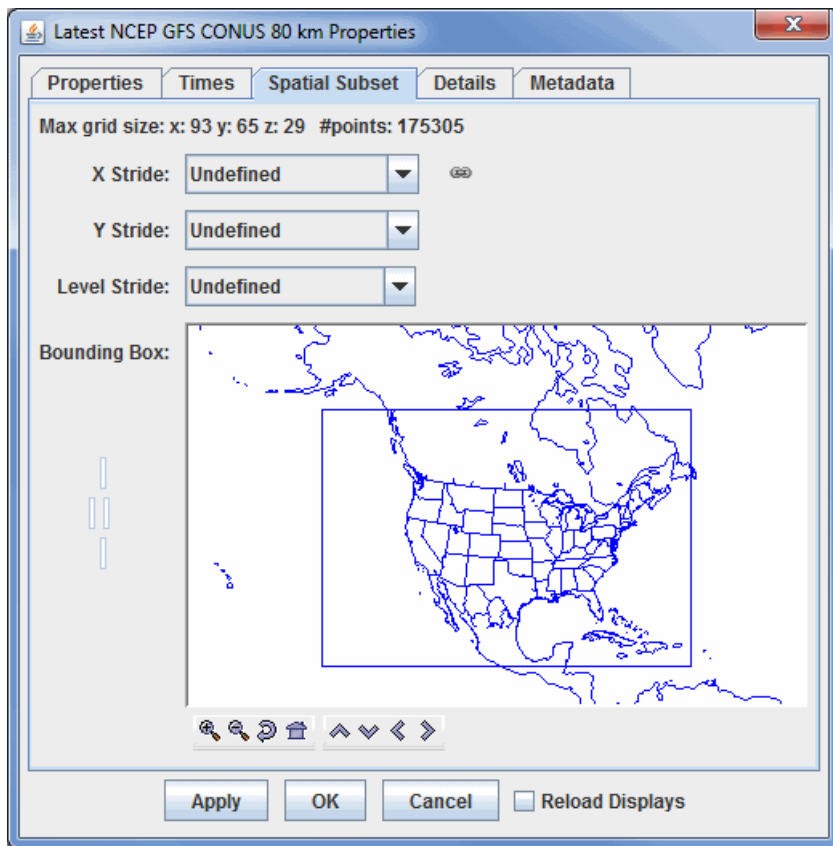 Latest NCEP GFS CONUS 80 km Properties
Properties Times Spatial Subset Details Metadata
Max grid size: x: 93 y: 65 z: 29 #points: 175305
X Stride: Undefined
Y Stride: Undefined
Level Stride: Undefined
Bounding Box:
Apply OK Cancel Reload Displays